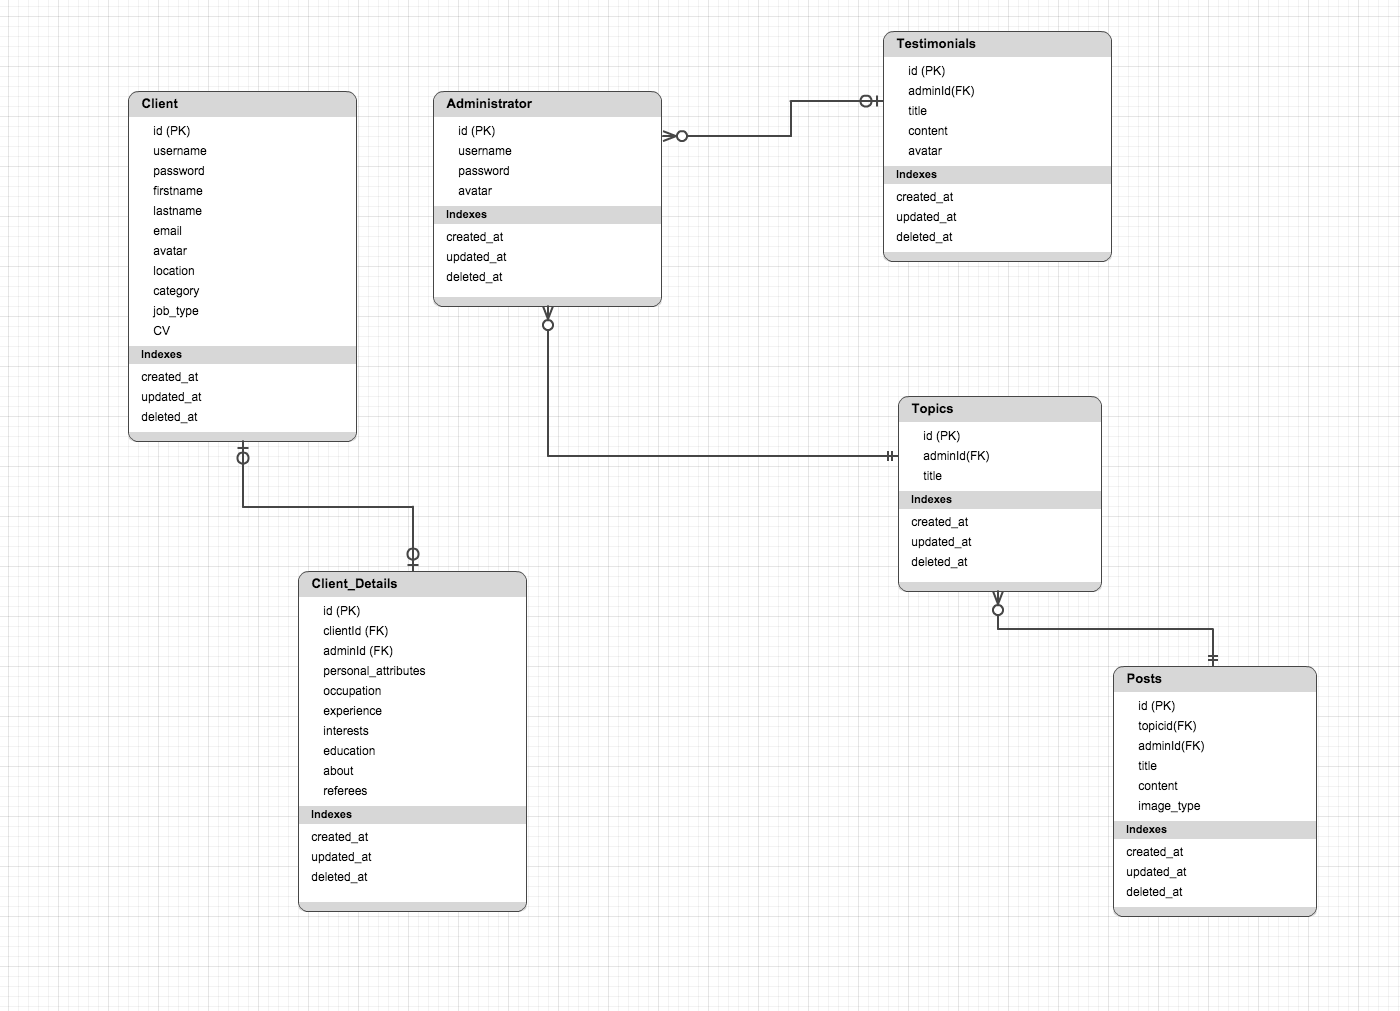 Client
id (PK)
username
password
firstname
lastname
email
avatar
location
category
job_type
CV
Indexes
created_at
updated_at
deleted_at
Administrator
id (PK)
username
password
avatar
Indexes
created_at
updated_at
deleted_at
Testimonials
id (PK)
adminId(FK)
title
content
avatar
Indexes
created_at
updated_at
deleted_at
Topics
id (PK)
adminId(FK)
title
Indexes
created_at
updated_at
deleted_at
Client_Details
id (PK)
clientId (FK)
adminId (FK)
personal_attributes
occupation
experience
interests
education
about
referees
Indexes
created_at
updated_at
deleted_at
Posts
id (PK)
topicid(FK)
adminId(FK)
title
content
image_type
Indexes
created_at
updated_at
deleted_at